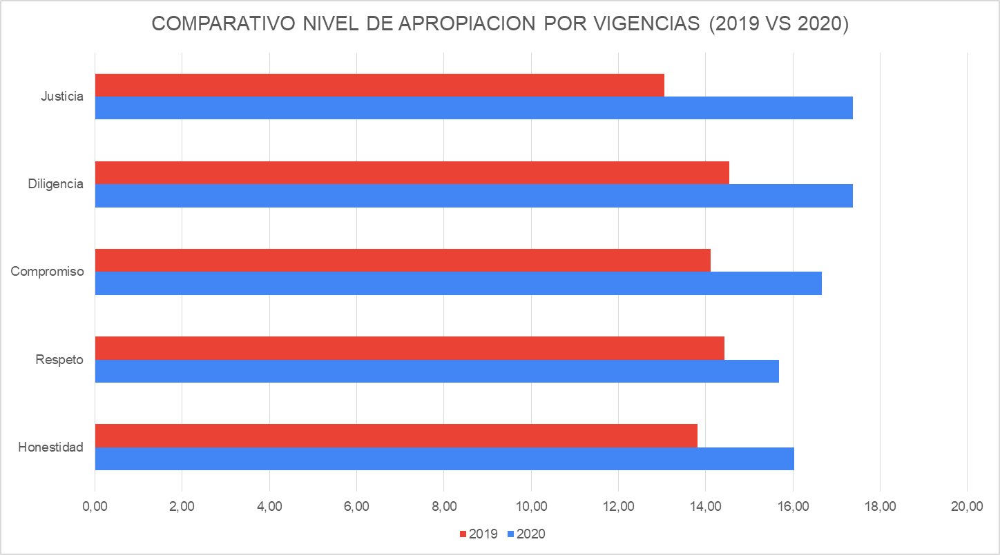 COMPARATIVO NIVEL DE APROPIACION POR VIGENCIAS (2019 VS 2020)
Justicia
Diligencia
Compromiso
Respeto
Honestidad
0,00 2,00 4,00 6,00 8,00 10,00 12,00 14,00 16,00 18,00 20,00
2019 2020